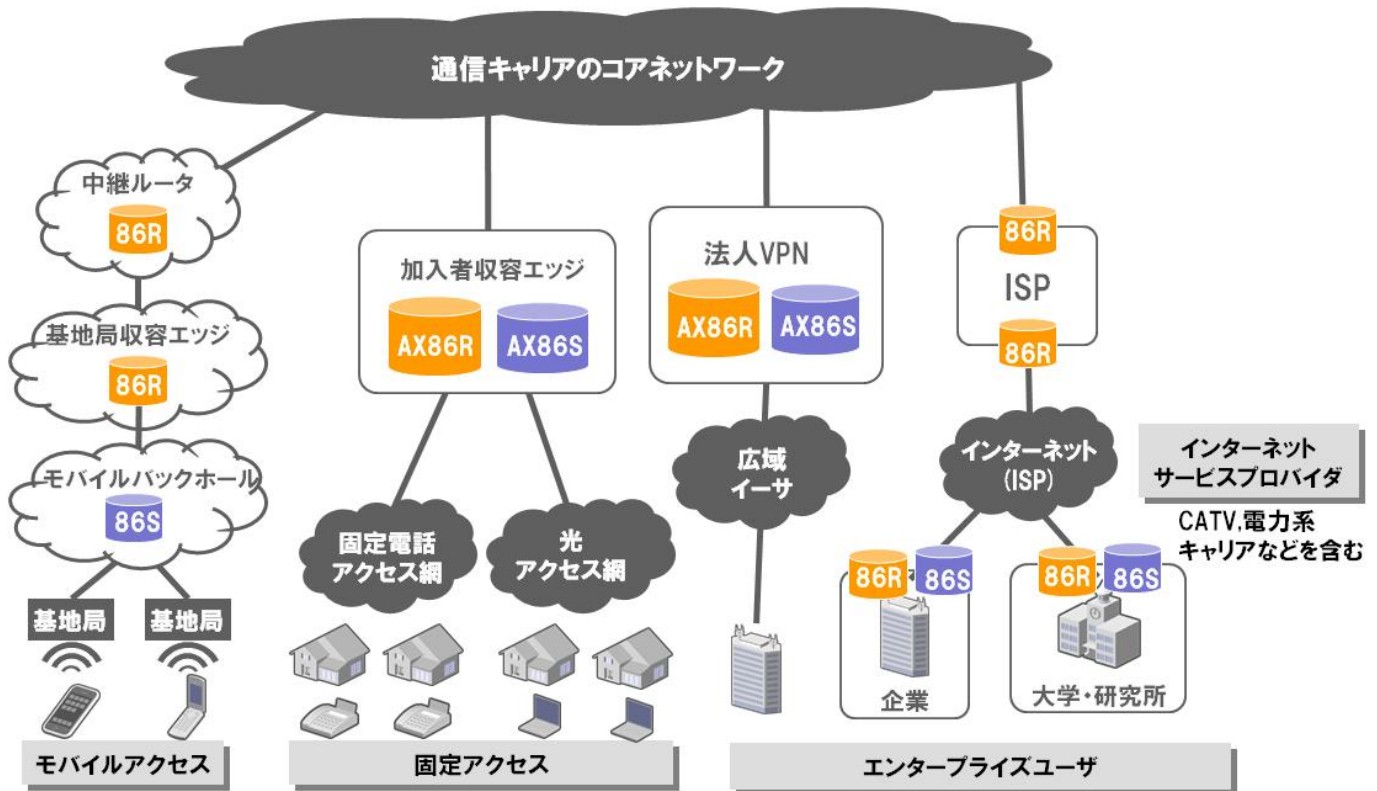 通信キャリアのコアネットワーク
中継ルータ
86R
基地局収容エッジ
86R
モバイルバックホール
86S
基地局
基地局
モバイルアクセス
加入者収容エッジ
AX86R
AX86S
固定電話
アクセス網
光
アクセス網
固定アクセス
法人VPN
AX86R
AX86S
広域
イーサ
86R
ISP
86R
インターネット
(ISP)
インターネット
サービスプロバイダ
CATV,電力系
キャリアなどを含む
86R
86S
企業
86R
86S
大学・研究所
エンタープライズユーザ